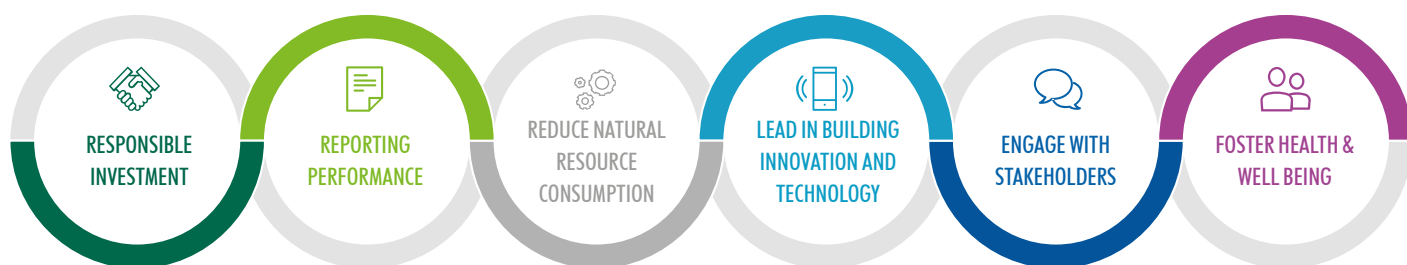 RESPONSIBLE
INVESTMENT
REPORTING
PERFORMANCE
REDUCE NATURAL
RESOURCE
CONSUMPTION
LEAD IN BUILDING
INNOVATION AND
TECHNOLOGY
ENGAGE WITH
STAKEHOLDERS
FOSTER HEALTH &
WELL BEING